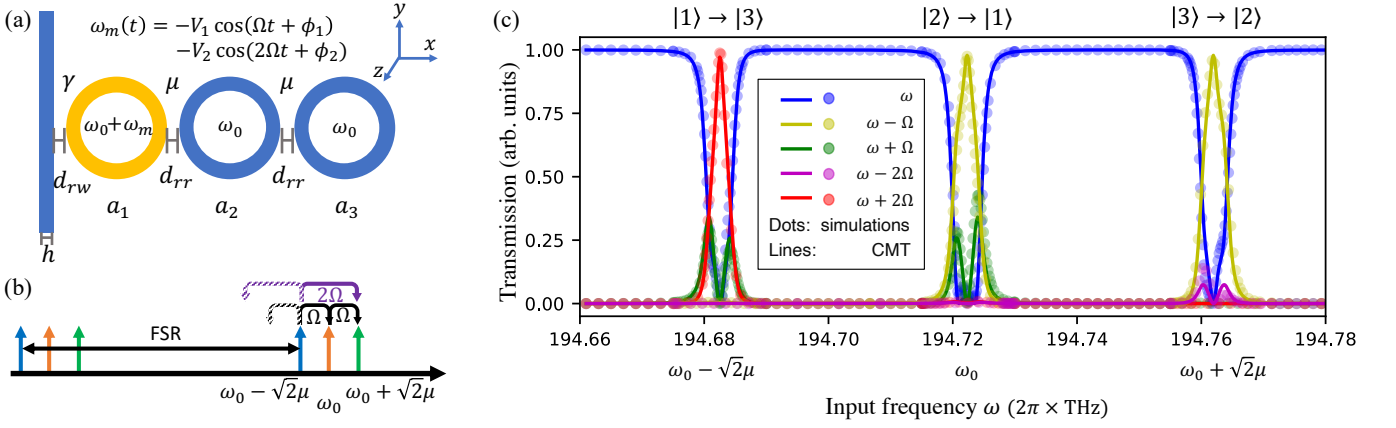 (a)
ω_m(t) = −V_1 cos(Ωt + ϕ_1)
−V_2 cos(2Ωt + ϕ_2)
y
x
z
γ
μ
μ
ω_0+ω_m
ω_0
ω_0
d_rw
d_rr
d_rr
a_1
a_2
a_3
h
(b)
2Ω
Ω
Ω
FSR
ω_0 − √2μ
ω_0
ω_0 + √2μ
(c)
|1⟩ → |3⟩
|2⟩ → |1⟩
|3⟩ → |2⟩
Transmission (arb. units)
1.00
0.75
0.50
0.25
0.00
ω
ω − Ω
ω + Ω
ω − 2Ω
ω + 2Ω
Dots: simulations
Lines: CMT
194.66 194.68 194.70 194.72 194.74 194.76 194.78
ω_0 − √2μ
ω_0
ω_0 + √2μ
Input frequency ω (2π × THz)